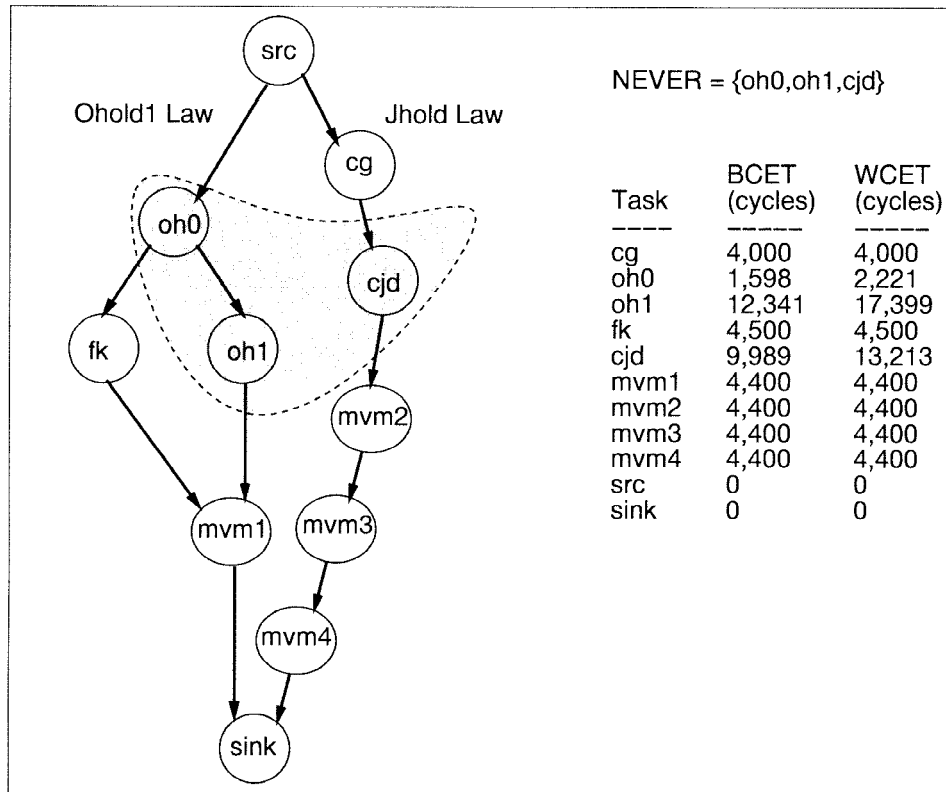 src
NEVER = {oh0,oh1,cjd}
Ohold1 Law
Jhold Law
cg
oh0
cjd
fk
oh1
mvm2
mvm1
mvm3
mvm4
sink
BCET WCET
Task (cycles) (cycles)
---- ----- -----
cg 4,000 4,000
oh0 1,598 2,221
oh1 12,341 17,399
fk 4,500 4,500
cjd 9,989 13,213
mvm1 4,400 4,400
mvm2 4,400 4,400
mvm3 4,400 4,400
mvm4 4,400 4,400
src 0 0
sink 0 0